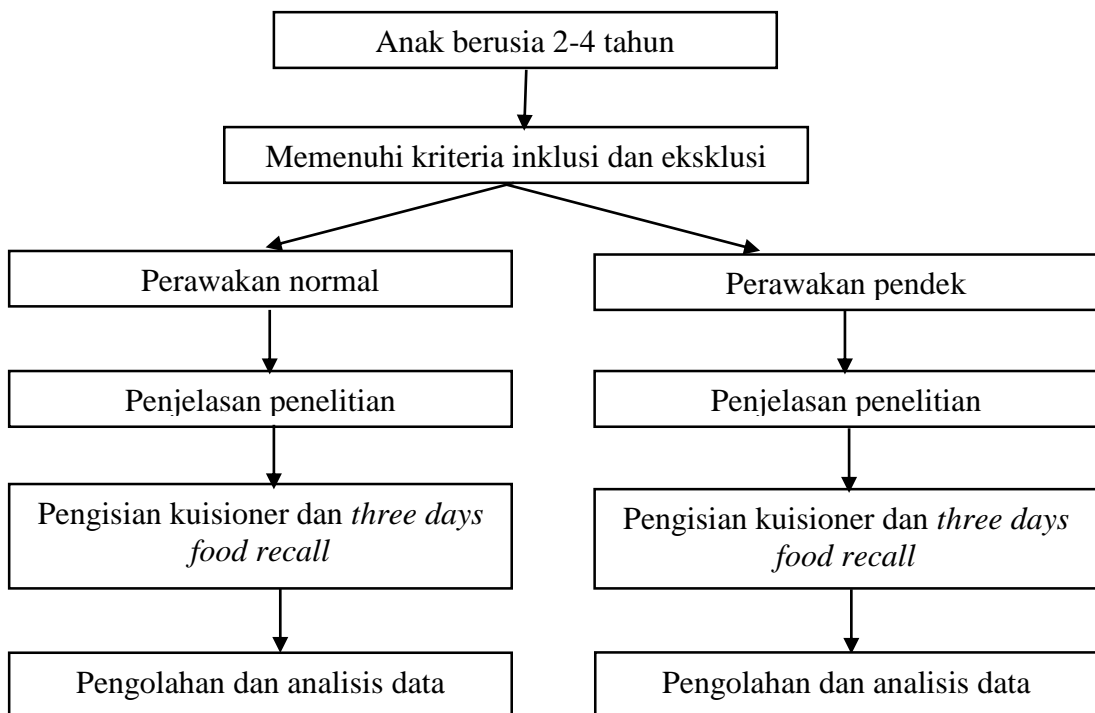 Anak berusia 2-4 tahun
Memenuhi kriteria inklusi dan eksklusi
Perawakan normal
Perawakan pendek
Penjelasan penelitian
Penjelasan penelitian
Pengisian kuisioner dan three days
food recall
Pengisian kuisioner dan three days
food recall
Pengolahan dan analisis data
Pengolahan dan analisis data